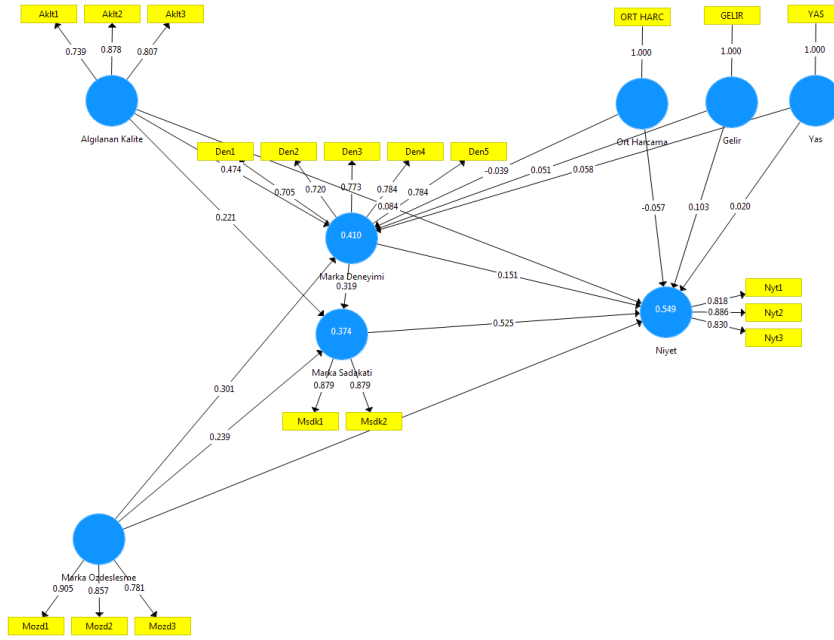 Aklt1 Aklt2 Aklt3 ORT HARC GELIR YAS
0.739 0.878 0.807 1.000 1.000 1.000
Algılanan Kalite Ort Harcama Gelir Yas
Den1 Den2 Den3 Den4 Den5
0.474 0.705 0.720 0.773 0.784 0.784 -0.039 0.051 0.058
0.084
0.221 -0.057 0.103 0.020
0.410
Marka Deneyimi
0.151
0.319
0.818 Nyt1
0.549 0.886 Nyt2
0.830 Nyt3
Niyet
0.374 0.525
Marka Sadakati
0.879 0.879
0.301
Msdk1 Msdk2
0.239
Marka Ozdeslesme
0.905 0.857 0.781
Mozd1 Mozd2 Mozd3